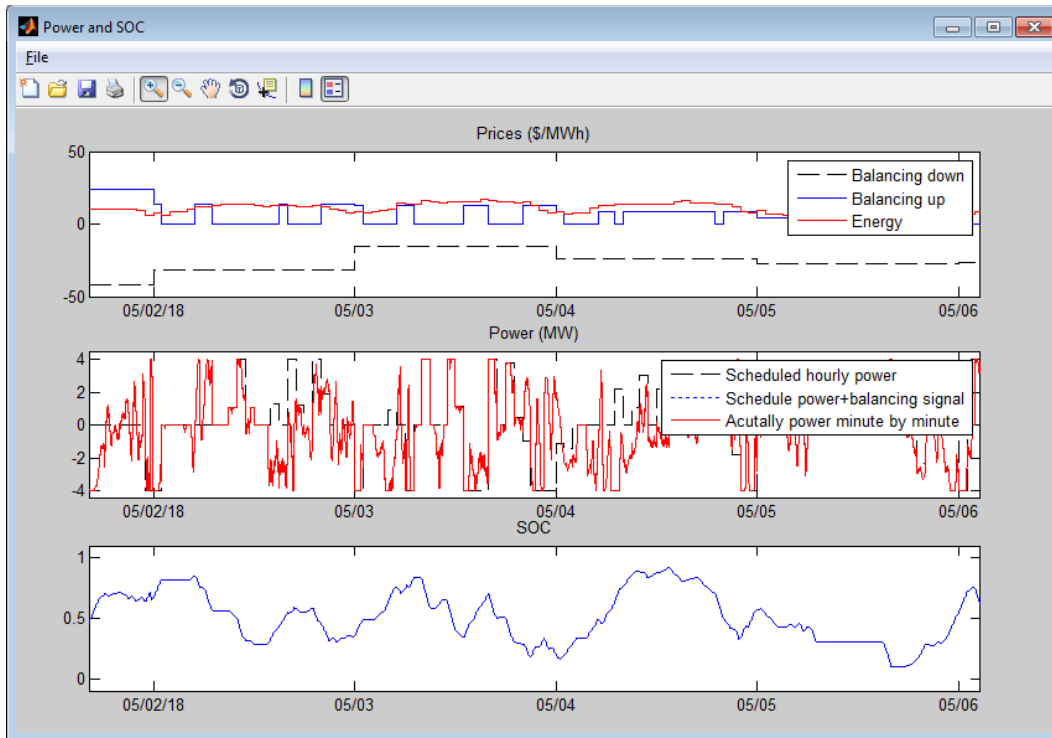 Power and SOC
File
Prices ($/MWh)
50
0
-50
Balancing down
Balancing up
Energy
05/02/18 05/03 05/04 05/05 05/06
Power (MW)
4
2
0
-2
-4
Scheduled hourly power
Schedule power+balancing signal
Acutally power minute by minute
05/02/18 05/03 05/04 05/05 05/06
SOC
1
0.5
0
05/02/18 05/03 05/04 05/05 05/06